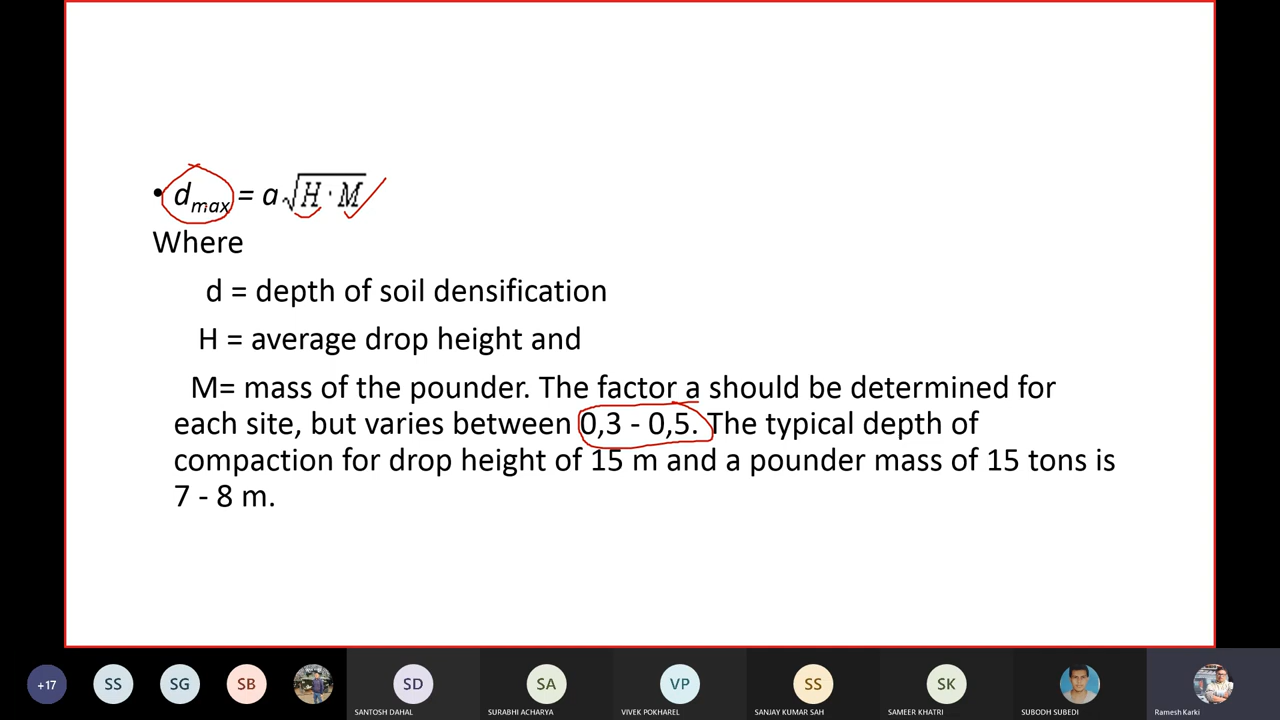 • dmax = a√H · M
Where
d = depth of soil densification
H = average drop height and
M= mass of the pounder. The factor a should be determined for
each site, but varies between 0,3 - 0,5. The typical depth of
compaction for drop height of 15 m and a pounder mass of 15 tons is
7 - 8 m.
+17
SS
SG
SB
SD
SA
VP
SS
SK
SANTOSH DAHAL
SURABHI ACHARYA
VIVEK POKHAREL
SANJAY KUMAR SAH
SAMEER KHATRI
SUBODH SUBEDI
Ramesh Karki